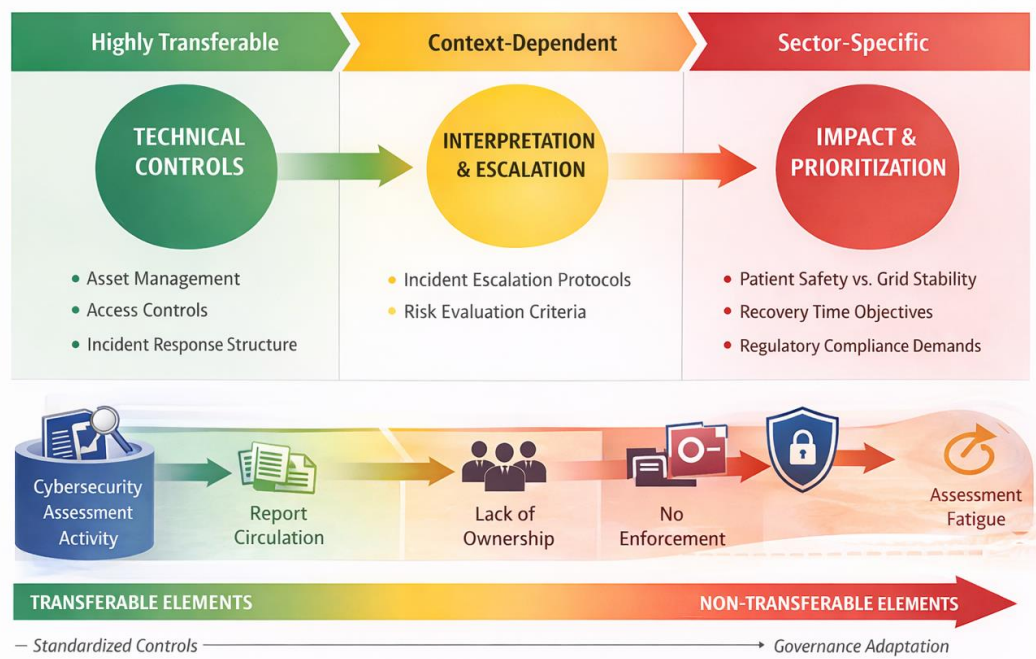 Highly Transferable
Context-Dependent
Sector-Specific
TECHNICAL
CONTROLS
INTERPRETATION
& ESCALATION
IMPACT &
PRIORITIZATION
• Asset Management
• Access Controls
• Incident Response Structure
• Incident Escalation Protocols
• Risk Evaluation Criteria
• Patient Safety vs. Grid Stability
• Recovery Time Objectives
• Regulatory Compliance Demands
Cybersecurity
Assessment
Activity
Report
Circulation
Lack of
Ownership
No
Enforcement
Assessment
Fatigue
TRANSFERABLE ELEMENTS
NON-TRANSFERABLE ELEMENTS
— Standardized Controls
Governance Adaptation